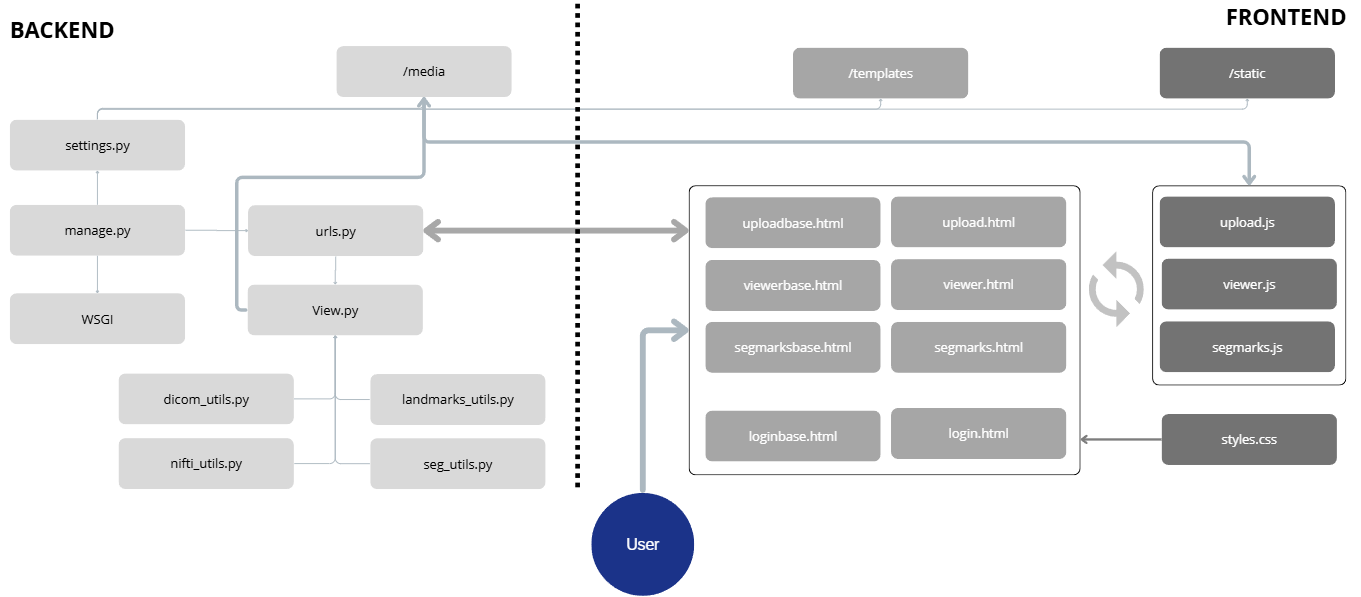 BACKEND
FRONTEND
/media
/templates
/static
settings.py
manage.py
urls.py
WSGI
View.py
dicom_utils.py
landmarks_utils.py
nifti_utils.py
seg_utils.py
uploadbase.html
upload.html
viewerbase.html
viewer.html
segmarksbase.html
segmarks.html
loginbase.html
login.html
upload.js
viewer.js
segmarks.js
styles.css
User